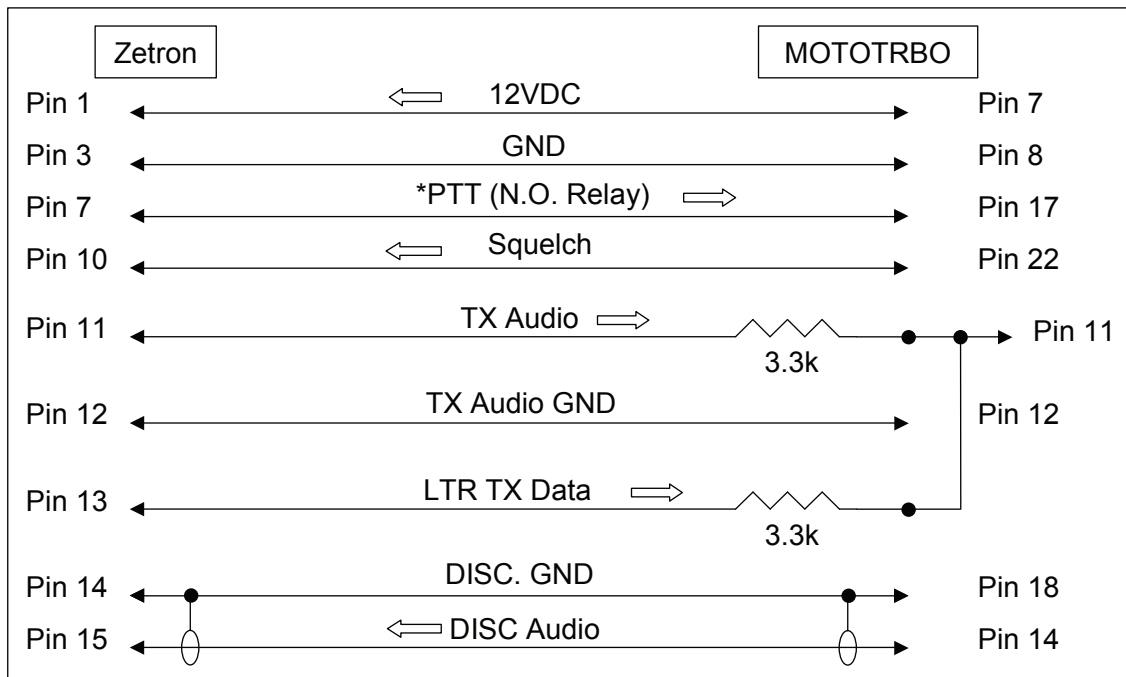 Zetron MOTOTRBO
Pin 1 12VDC Pin 7
Pin 3 GND Pin 8
Pin 7 *PTT (N.O. Relay) Pin 17
Pin 10 Squelch Pin 22
Pin 11 TX Audio Pin 11
3.3k
Pin 12 TX Audio GND Pin 12
Pin 13 LTR TX Data
3.3k
Pin 14 DISC. GND Pin 18
Pin 15 DISC Audio Pin 14